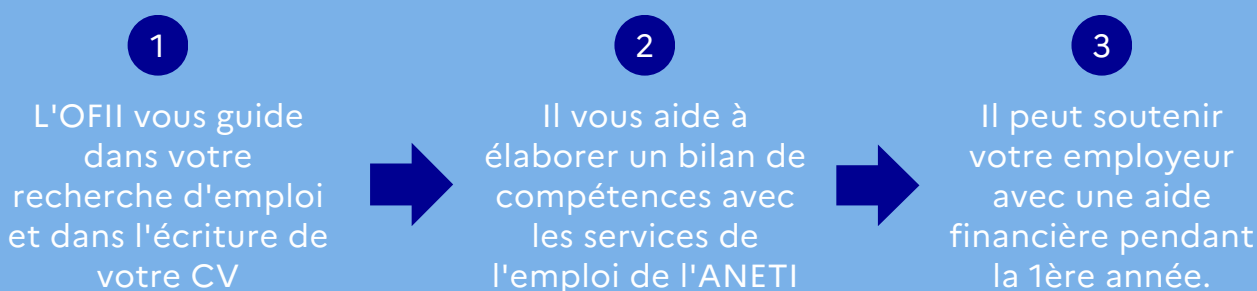 1
L'OFII vous guide
dans votre
recherche d'emploi
et dans l'écriture de
votre CV
2
Il vous aide à
élaborer un bilan de
compétences avec
les services de
l'emploi de l'ANETI
3
Il peut soutenir
votre employeur
avec une aide
financière pendant
la 1ère année.